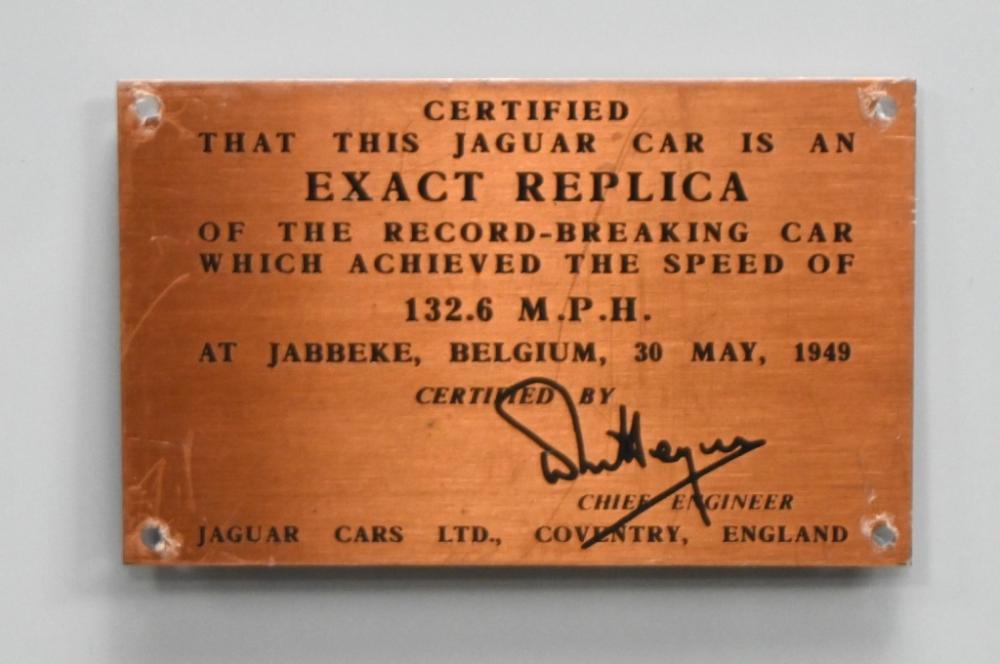 CERTIFIED
THAT THIS JAGUAR CAR IS AN
EXACT REPLICA
OF THE RECORD-BREAKING CAR
WHICH ACHIEVED THE SPEED OF
132.6 M.P.H.
AT JABBEKE, BELGIUM, 30 MAY, 1949
CERTIFIED BY
CHIEF ENGINEER
JAGUAR CARS LTD., COVENTRY, ENGLAND